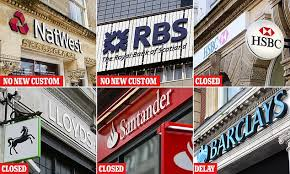 NatWest
NO NEW CUSTOM
RBS
The Royal Bank of Scotland
NO NEW CUSTOM
HSBC
HSBC
CLOSED
LLOYDS
CLOSED
Santander
CLOSED
BARCLAYS
DELAY